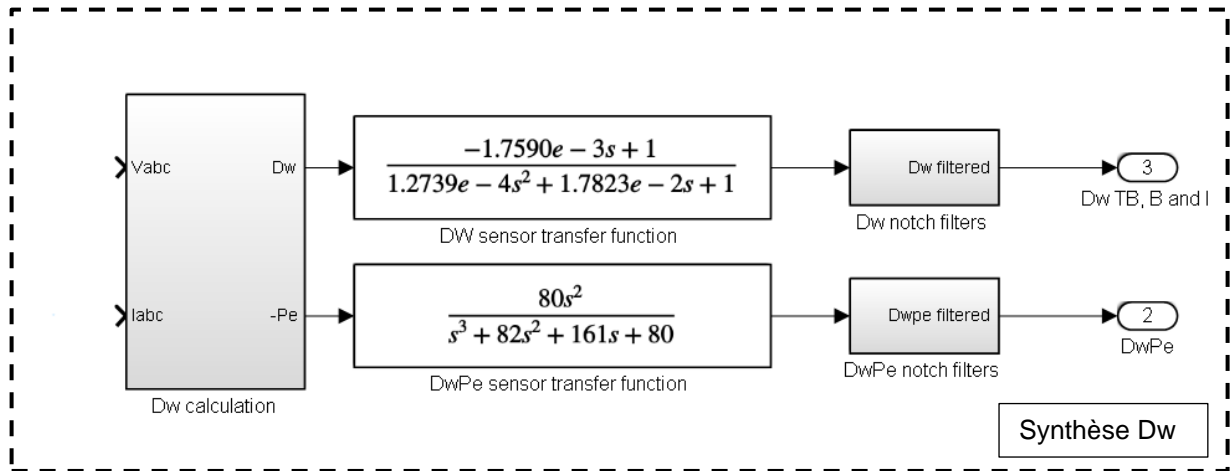 Vabc
Dw
-1.7590e − 3s + 1
1.2739e − 4s² + 1.7823e − 2s + 1
DW sensor transfer function
Dw filtered
Dw notch filters
3
Dw TB, B and I
Iabc
-Pe
Dw calculation
80s²
s³ + 82s² + 161s + 80
DwPe sensor transfer function
Dwpe filtered
DwPe notch filters
2
DwPe
Synthèse Dw